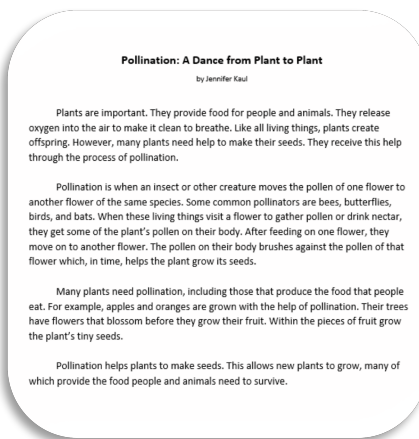 Pollination: A Dance from Plant to Plant
by Jennifer Kaul
Plants are important. They provide food for people and animals. They release
oxygen into the air to make it clean to breathe. Like all living things, plants create
offspring. However, many plants need help to make their seeds. They receive this help
through the process of pollination.
Pollination is when an insect or other creature moves the pollen of one flower to
another flower of the same species. Some common pollinators are bees, butterflies,
birds, and bats. When these living things visit a flower to gather pollen or drink nectar,
they get some of the plant's pollen on their body. After feeding on one flower, they
move on to another flower. The pollen on their body brushes against the pollen of that
flower which, in time, helps the plant grow its seeds.
Many plants need pollination, including those that produce the food that people
eat. For example, apples and oranges are grown with the help of pollination. Their trees
have flowers that blossom before they grow their fruit. Within the pieces of fruit grow
the plant's tiny seeds.
Pollination helps plants to make seeds. This allows new plants to grow, many of
which provide the food people and animals need to survive.